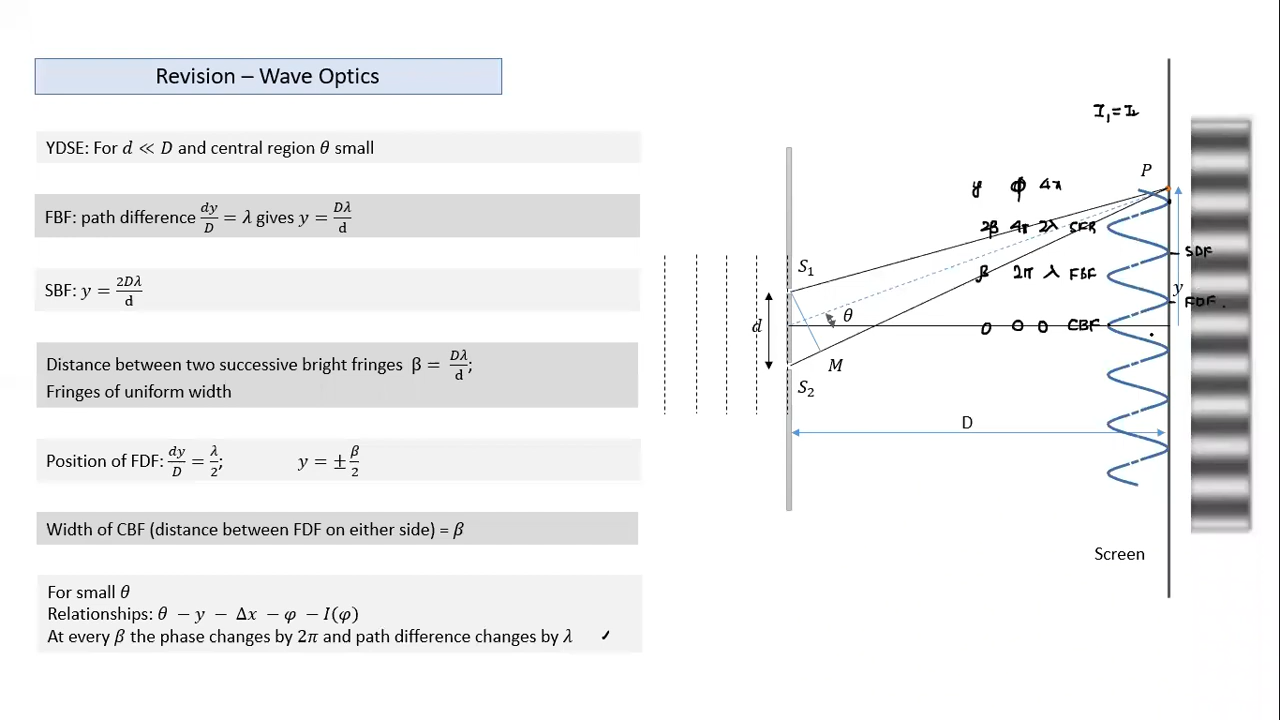 Revision – Wave Optics
YDSE: For d ≪ D and central region θ small
FBF: path difference dy/D = λ gives y = Dλ/d
SBF: y = 2Dλ/d
Distance between two successive bright fringes β = Dλ/d;
Fringes of uniform width
Position of FDF: dy/D = λ/2; y = ± β/2
Width of CBF (distance between FDF on either side) = β
For small θ
Relationships: θ − y − Δx − φ − I(φ)
At every β the phase changes by 2π and path difference changes by λ
I₁ = I₂
P
y ϕ Δx
2β 4π 2λ
SDF
S₁
β 2π λ FBF
y
FDF
d
θ
0 0 0 CBF
M
S₂
D
Screen